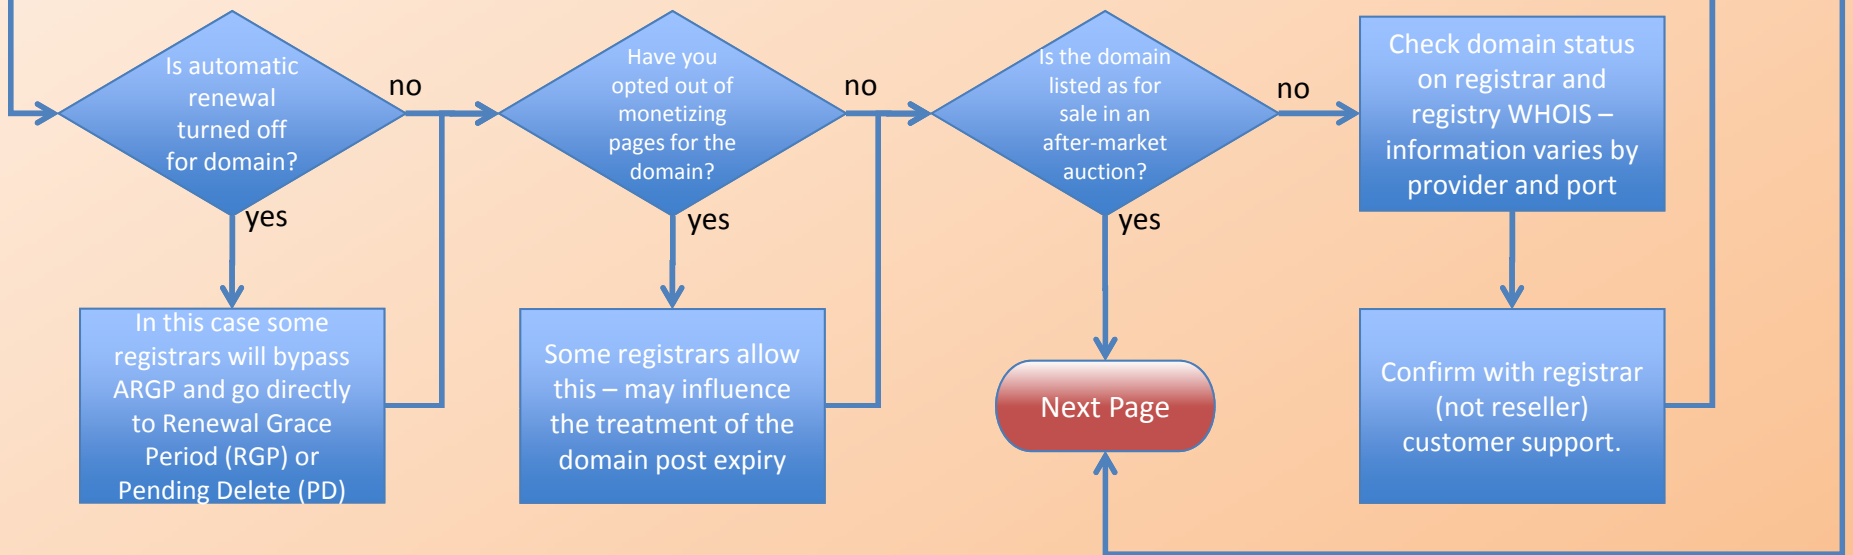 Is automatic
renewal
turned off
for domain?
no
yes
In this case some
registrars will bypass
ARGP and go directly
to Renewal Grace
Period (RGP) or
Pending Delete (PD)
Have you
opted out of
monetizing
pages for the
domain?
no
yes
Some registrars allow
this – may influence
the treatment of the
domain post expiry
Is the domain
listed as for
sale in an
after-market
auction?
no
yes
Next Page
Check domain status
on registrar and
registry WHOIS –
information varies by
provider and port
Confirm with registrar
(not reseller)
customer support.